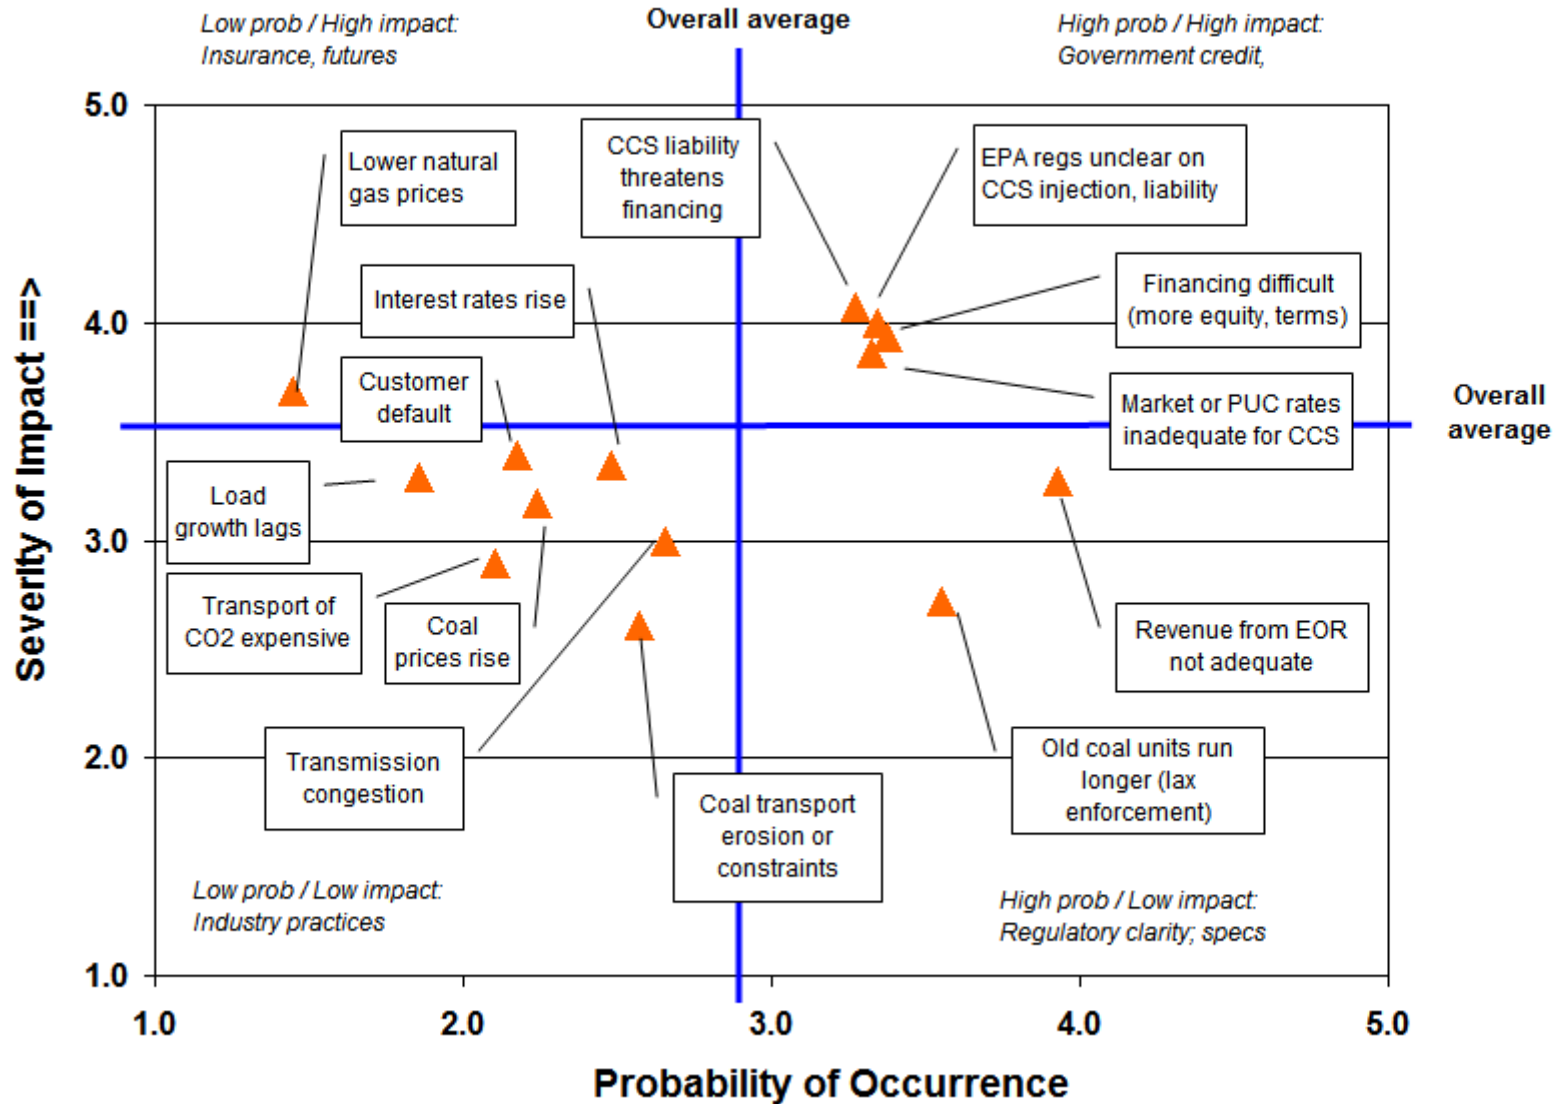 Low prob / High impact:
Insurance, futures
Overall average
High prob / High impact:
Government credit,
5.0
4.0
3.0
2.0
1.0
Severity of Impact ==>
Lower natural
gas prices
CCS liability
threatens
financing
EPA regs unclear on
CCS injection, liability
Interest rates rise
Financing difficult
(more equity, terms)
Customer
default
Market or PUC rates
inadequate for CCS
Overall
average
Load
growth lags
Transport of
CO2 expensive
Coal
prices rise
Revenue from EOR
not adequate
Transmission
congestion
Coal transport
erosion or
constraints
Old coal units run
longer (lax
enforcement)
Low prob / Low impact:
Industry practices
High prob / Low impact:
Regulatory clarity; specs
1.0
2.0
3.0
4.0
5.0
Probability of Occurrence